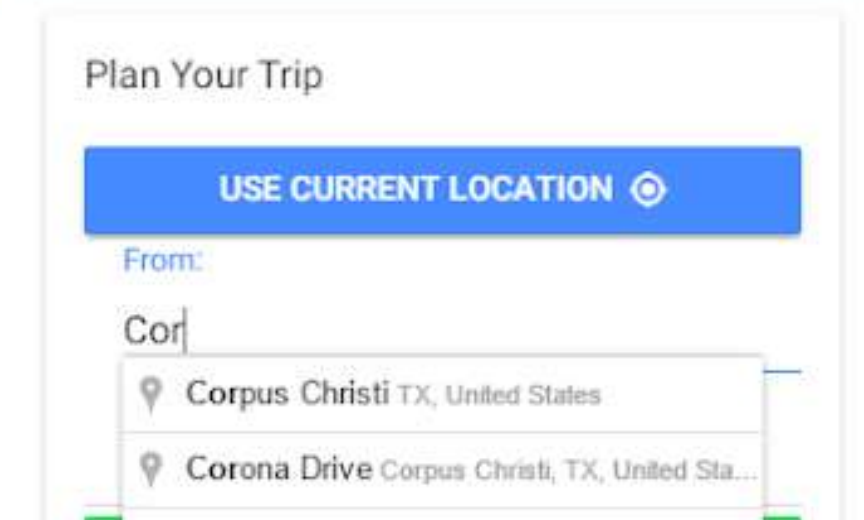 Plan Your Trip
USE CURRENT LOCATION
From:
Cor
Corpus Christi TX, United States
Corona Drive Corpus Christi, TX, United Sta...